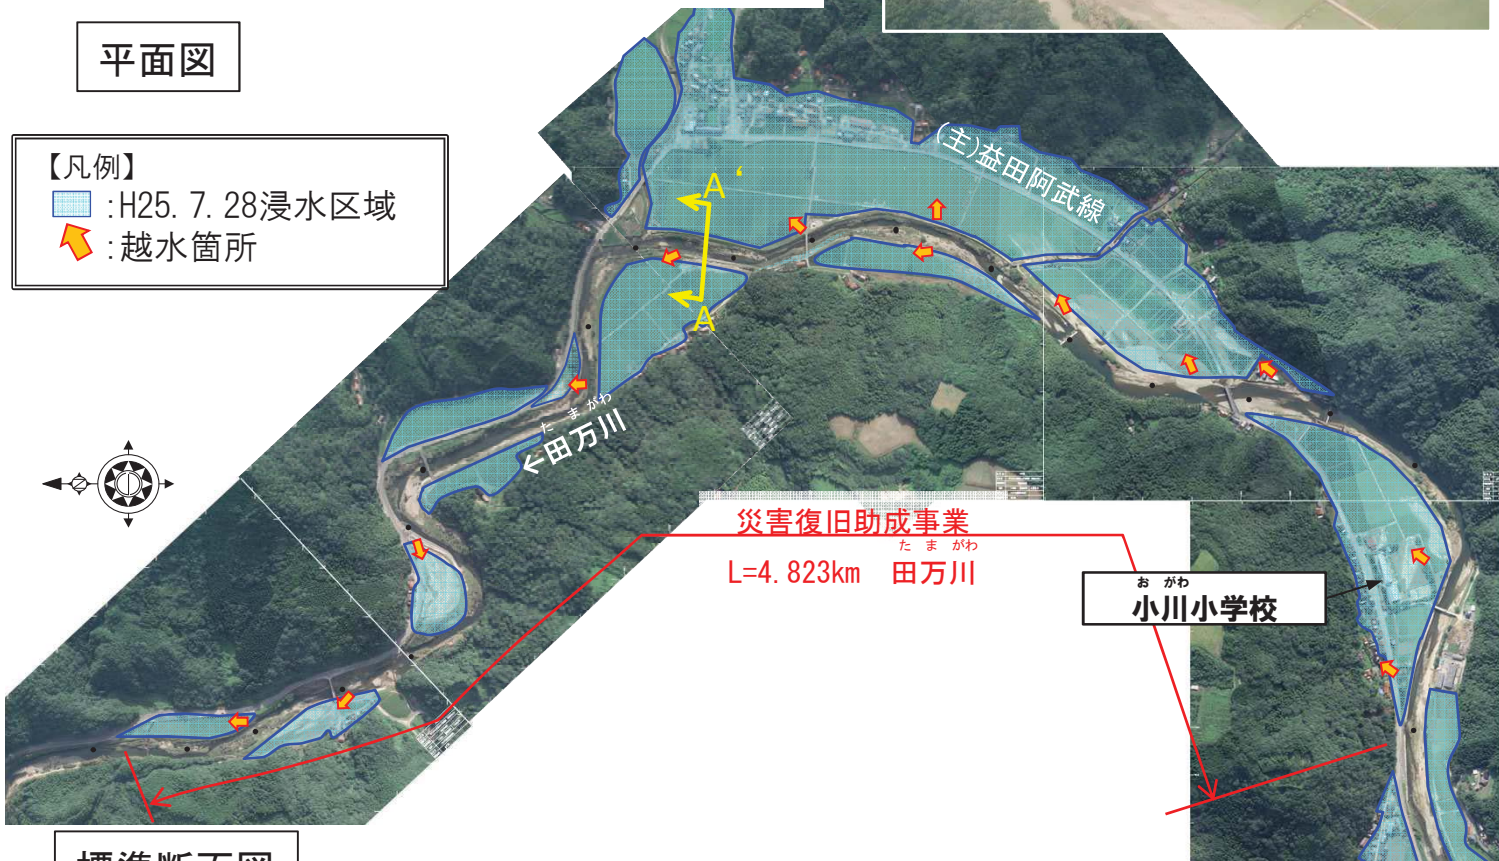 平面図
【凡例】
:H25.7.28浸水区域
:越水箇所
(主)益田阿武線
A'
A
たまがわ
←田万川
災害復旧助成事業
たまがわ
L=4.823km 田万川
おがわ
小川小学校
標準断面図